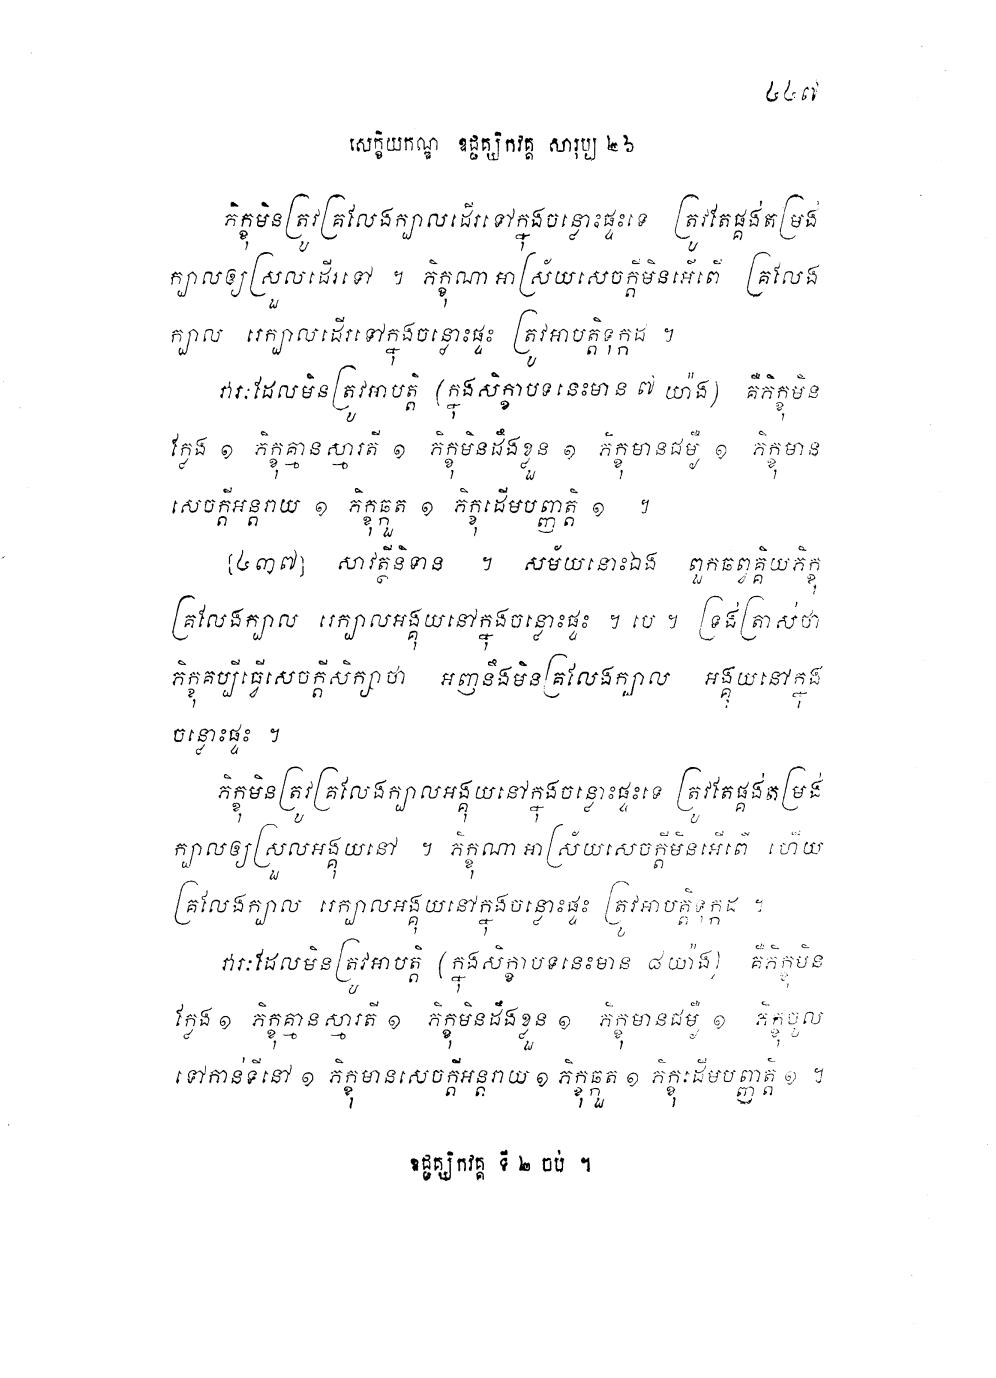 ៤៤៧
សេក្ខិយកណ្ឌ ឧជ្ជគ្ឃិកវគ្គ សារុប្ប ២៦
ភិក្ខុមិនត្រូវគ្រលែងក្បាលដើរទៅក្នុងចន្លោះផ្ទះទេ ត្រូវតែផ្គង់តម្រង់
ក្បាលឲ្យស្រួលដើរទៅ ។ ភិក្ខុណាអាស្រ័យសេចក្តីមិនអើពើ គ្រលែង
ក្បាល រេក្បាលដើរទៅក្នុងចន្លោះផ្ទះ ត្រូវអាបត្តិទុក្កដ ។
វារៈដែលមិនត្រូវអាបត្តិ (ក្នុងសិក្ខាបទនេះមាន ៧ យ៉ាង) គឺភិក្ខុមិន
ក្លែង ១ ភិក្ខុគ្មានស្មារតី ១ ភិក្ខុមិនដឹងខ្លួន ១ ភិក្ខុមានជម្ងឺ ១ ភិក្ខុមាន
សេចក្តីអន្តរាយ ១ ភិក្ខុឆ្កួត ១ ភិក្ខុដើមបញ្ញត្តិ ១ ។
[៤៣៧] សាវត្ថីនិទាន ។ សម័យនោះឯង ពួកឆព្វគ្គិយភិក្ខុ
គ្រលែងក្បាល រេក្បាលអង្គុយនៅក្នុងចន្លោះផ្ទះ ។ បេ ។ ទ្រង់ត្រាស់ថា
ភិក្ខុគប្បីធ្វើសេចក្តីសិក្សាថា អញនឹងមិនគ្រលែងក្បាល អង្គុយនៅក្នុង
ចន្លោះផ្ទះ ។
ភិក្ខុមិនត្រូវគ្រលែងក្បាលអង្គុយនៅក្នុងចន្លោះផ្ទះទេ ត្រូវតែផ្គង់តម្រង់
ក្បាលឲ្យស្រួលអង្គុយនៅ ។ ភិក្ខុណាអាស្រ័យសេចក្តីមិនអើពើ ហើយ
គ្រលែងក្បាល រេក្បាលអង្គុយនៅក្នុងចន្លោះផ្ទះ ត្រូវអាបត្តិទុក្កដ ។
វារៈដែលមិនត្រូវអាបត្តិ (ក្នុងសិក្ខាបទនេះមាន ៨ យ៉ាង) គឺភិក្ខុមិន
ក្លែង ១ ភិក្ខុគ្មានស្មារតី ១ ភិក្ខុមិនដឹងខ្លួន ១ ភិក្ខុមានជម្ងឺ ១ ភិក្ខុចូល
ទៅកាន់ទីនៅ ១ ភិក្ខុមានសេចក្តីអន្តរាយ ១ ភិក្ខុឆ្កួត ១ ភិក្ខុដើមបញ្ញត្តិ ១ ។
ឧជ្ជគ្ឃិកវគ្គ ទី ២ ចប់ ។